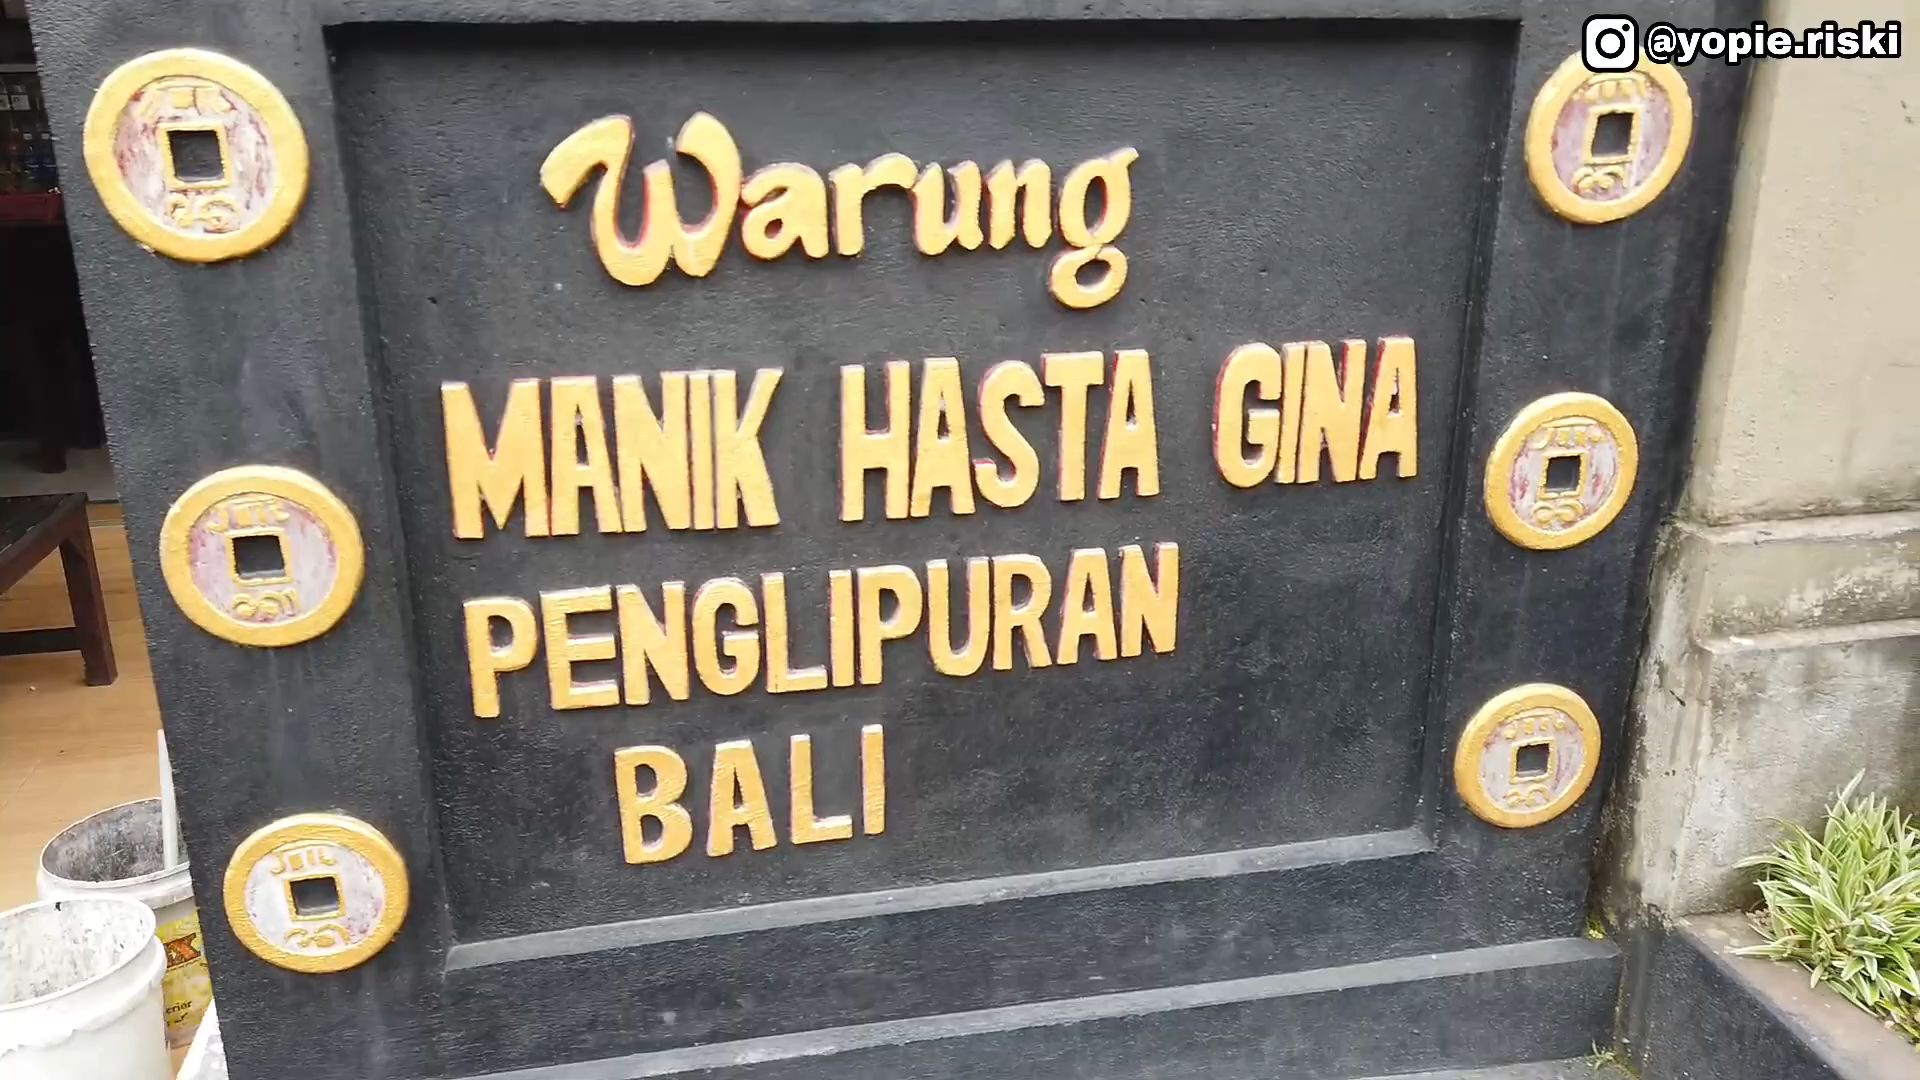 @yopie.riski
Warung
MANIK HASTA GINA
PENGLIPURAN
BALI